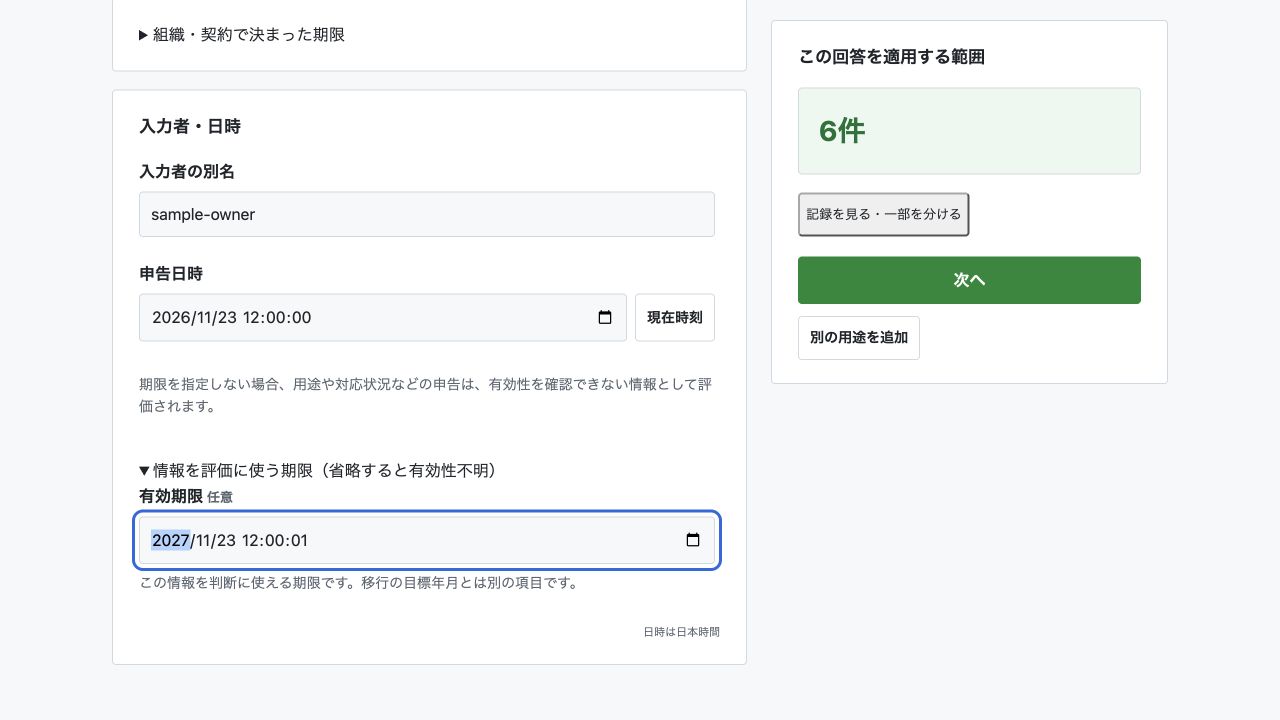 ▶ 組織・契約で決まった期限
入力者・日時
入力者の別名
sample-owner
申告日時
2026/11/23 12:00:00
現在時刻
期限を指定しない場合、用途や対応状況などの申告は、有効性を確認できない情報として評
価されます。
▼情報を評価に使う期限（省略すると有効性不明）
有効期限 任意
2027/11/23 12:00:01
この情報を判断に使える期限です。移行の目標年月とは別の項目です。
日時は日本時間
この回答を適用する範囲
6件
記録を見る・一部を分ける
次へ
別の用途を追加